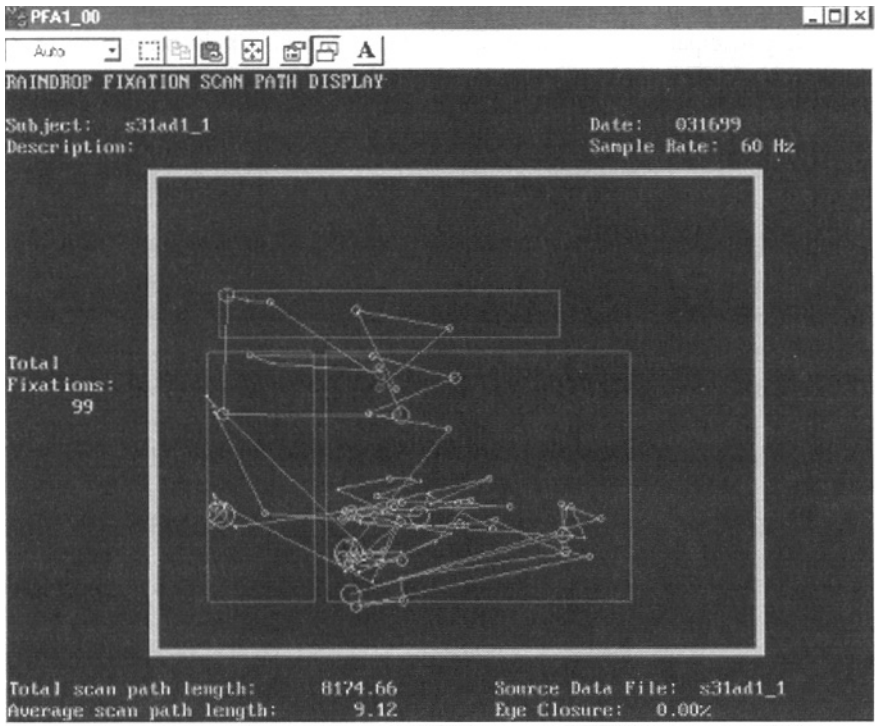 PFA1_00
Auto
A
RAINDROP FIXATION SCAN PATH DISPLAY
Subject: s31ad1_1
Date: 031699
Description:
Sample Rate: 60 Hz
Total
Fixations:
99
Total scan path length: 8174.66
Source Data File: s31ad1_1
Average scan path length: 9.12
Eye Closure: 0.00%